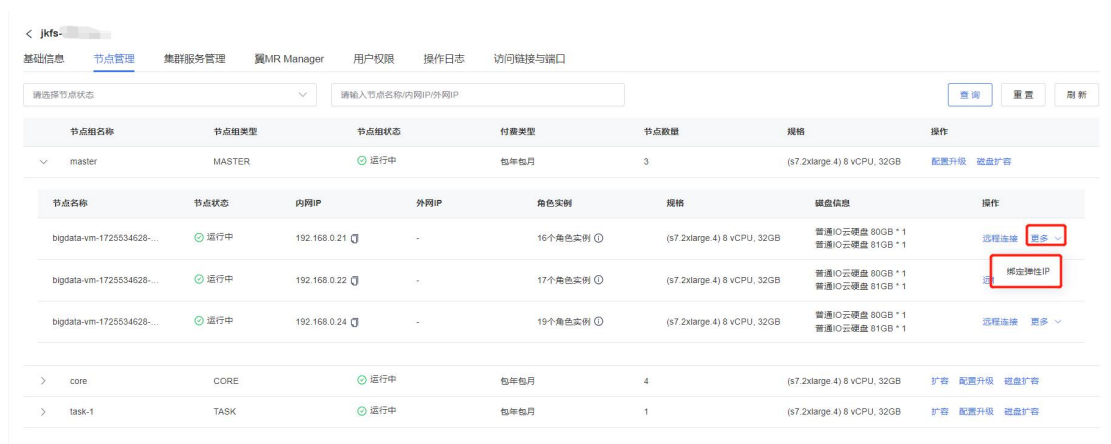 < jkfs-
基础信息 节点管理 集群服务管理 翼MR Manager 用户权限 操作日志 访问链接与端口
请选择节点状态 请输入节点名称/内网IP/外网IP 查询 重置 刷新
节点组名称 节点组类型 节点组状态 付费类型 节点数量 规格 操作
master MASTER 运行中 包年包月 3 (s7.2xlarge.4) 8 vCPU, 32GB 配置升级 磁盘扩容
节点名称 节点状态 内网IP 外网IP 角色实例 规格 磁盘信息 操作
bigdata-vm-1725534628-... 运行中 192.168.0.21 - 16个角色实例 (s7.2xlarge.4) 8 vCPU, 32GB 普通IO云硬盘 80GB * 1 远程连接 更多
普通IO云硬盘 81GB * 1
绑定弹性IP
bigdata-vm-1725534628-... 运行中 192.168.0.22 - 17个角色实例 (s7.2xlarge.4) 8 vCPU, 32GB 普通IO云硬盘 80GB * 1
普通IO云硬盘 81GB * 1
bigdata-vm-1725534628-... 运行中 192.168.0.24 - 19个角色实例 (s7.2xlarge.4) 8 vCPU, 32GB 普通IO云硬盘 80GB * 1 远程连接 更多
普通IO云硬盘 81GB * 1
core CORE 运行中 包年包月 4 (s7.2xlarge.4) 8 vCPU, 32GB 扩容 配置升级 磁盘扩容
task-1 TASK 运行中 包年包月 1 (s7.2xlarge.4) 8 vCPU, 32GB 扩容 配置升级 磁盘扩容